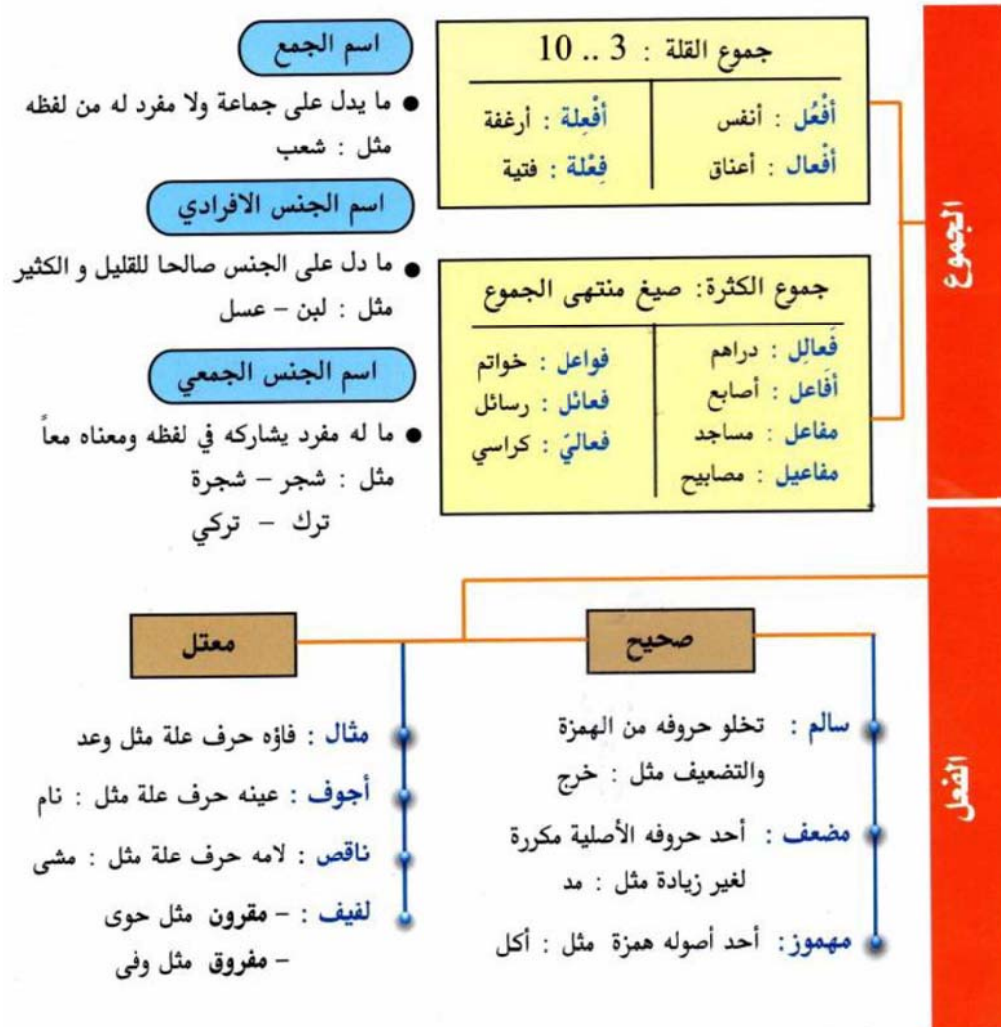 الجموع
جموع القلة : 3 .. 10
أفْعُل : أنفس
أفْعال : أعناق
أفْعِلة : أرغفة
فِعْلة : فتية
جموع الكثرة: صيغ منتهى الجموع
فَعالِل : دراهم
أفَاعل : أصابع
مفاعل : مساجد
مفاعيل : مصابيح
فواعل : خواتم
فعائل : رسائل
فعاليّ : كراسي
اسم الجمع
● ما يدل على جماعة ولا مفرد له من لفظه
مثل : شعب
اسم الجنس الافرادي
● ما دل على الجنس صالحا للقليل و الكثير
مثل : لبن – عسل
اسم الجنس الجمعي
● ما له مفرد يشاركه في لفظه ومعناه معاً
مثل : شجر – شجرة
ترك – تركي
الفعل
صحيح
سالم : تخلو حروفه من الهمزة
والتضعيف مثل : خرج
مضعف : أحد حروفه الأصلية مكررة
لغير زيادة مثل : مد
مهموز: أحد أصوله همزة مثل : أكل
معتل
مثال : فاؤه حرف علة مثل وعد
أجوف : عينه حرف علة مثل : نام
ناقص : لامه حرف علة مثل : مشى
لفيف : – مقرون مثل حوى
– مفروق مثل وفى